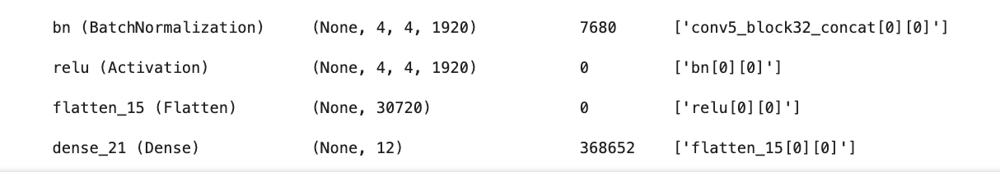 bn (BatchNormalization) (None, 4, 4, 1920) 7680 ['conv5_block32_concat[0][0]']
relu (Activation) (None, 4, 4, 1920) 0 ['bn[0][0]']
flatten_15 (Flatten) (None, 30720) 0 ['relu[0][0]']
dense_21 (Dense) (None, 12) 368652 ['flatten_15[0][0]']